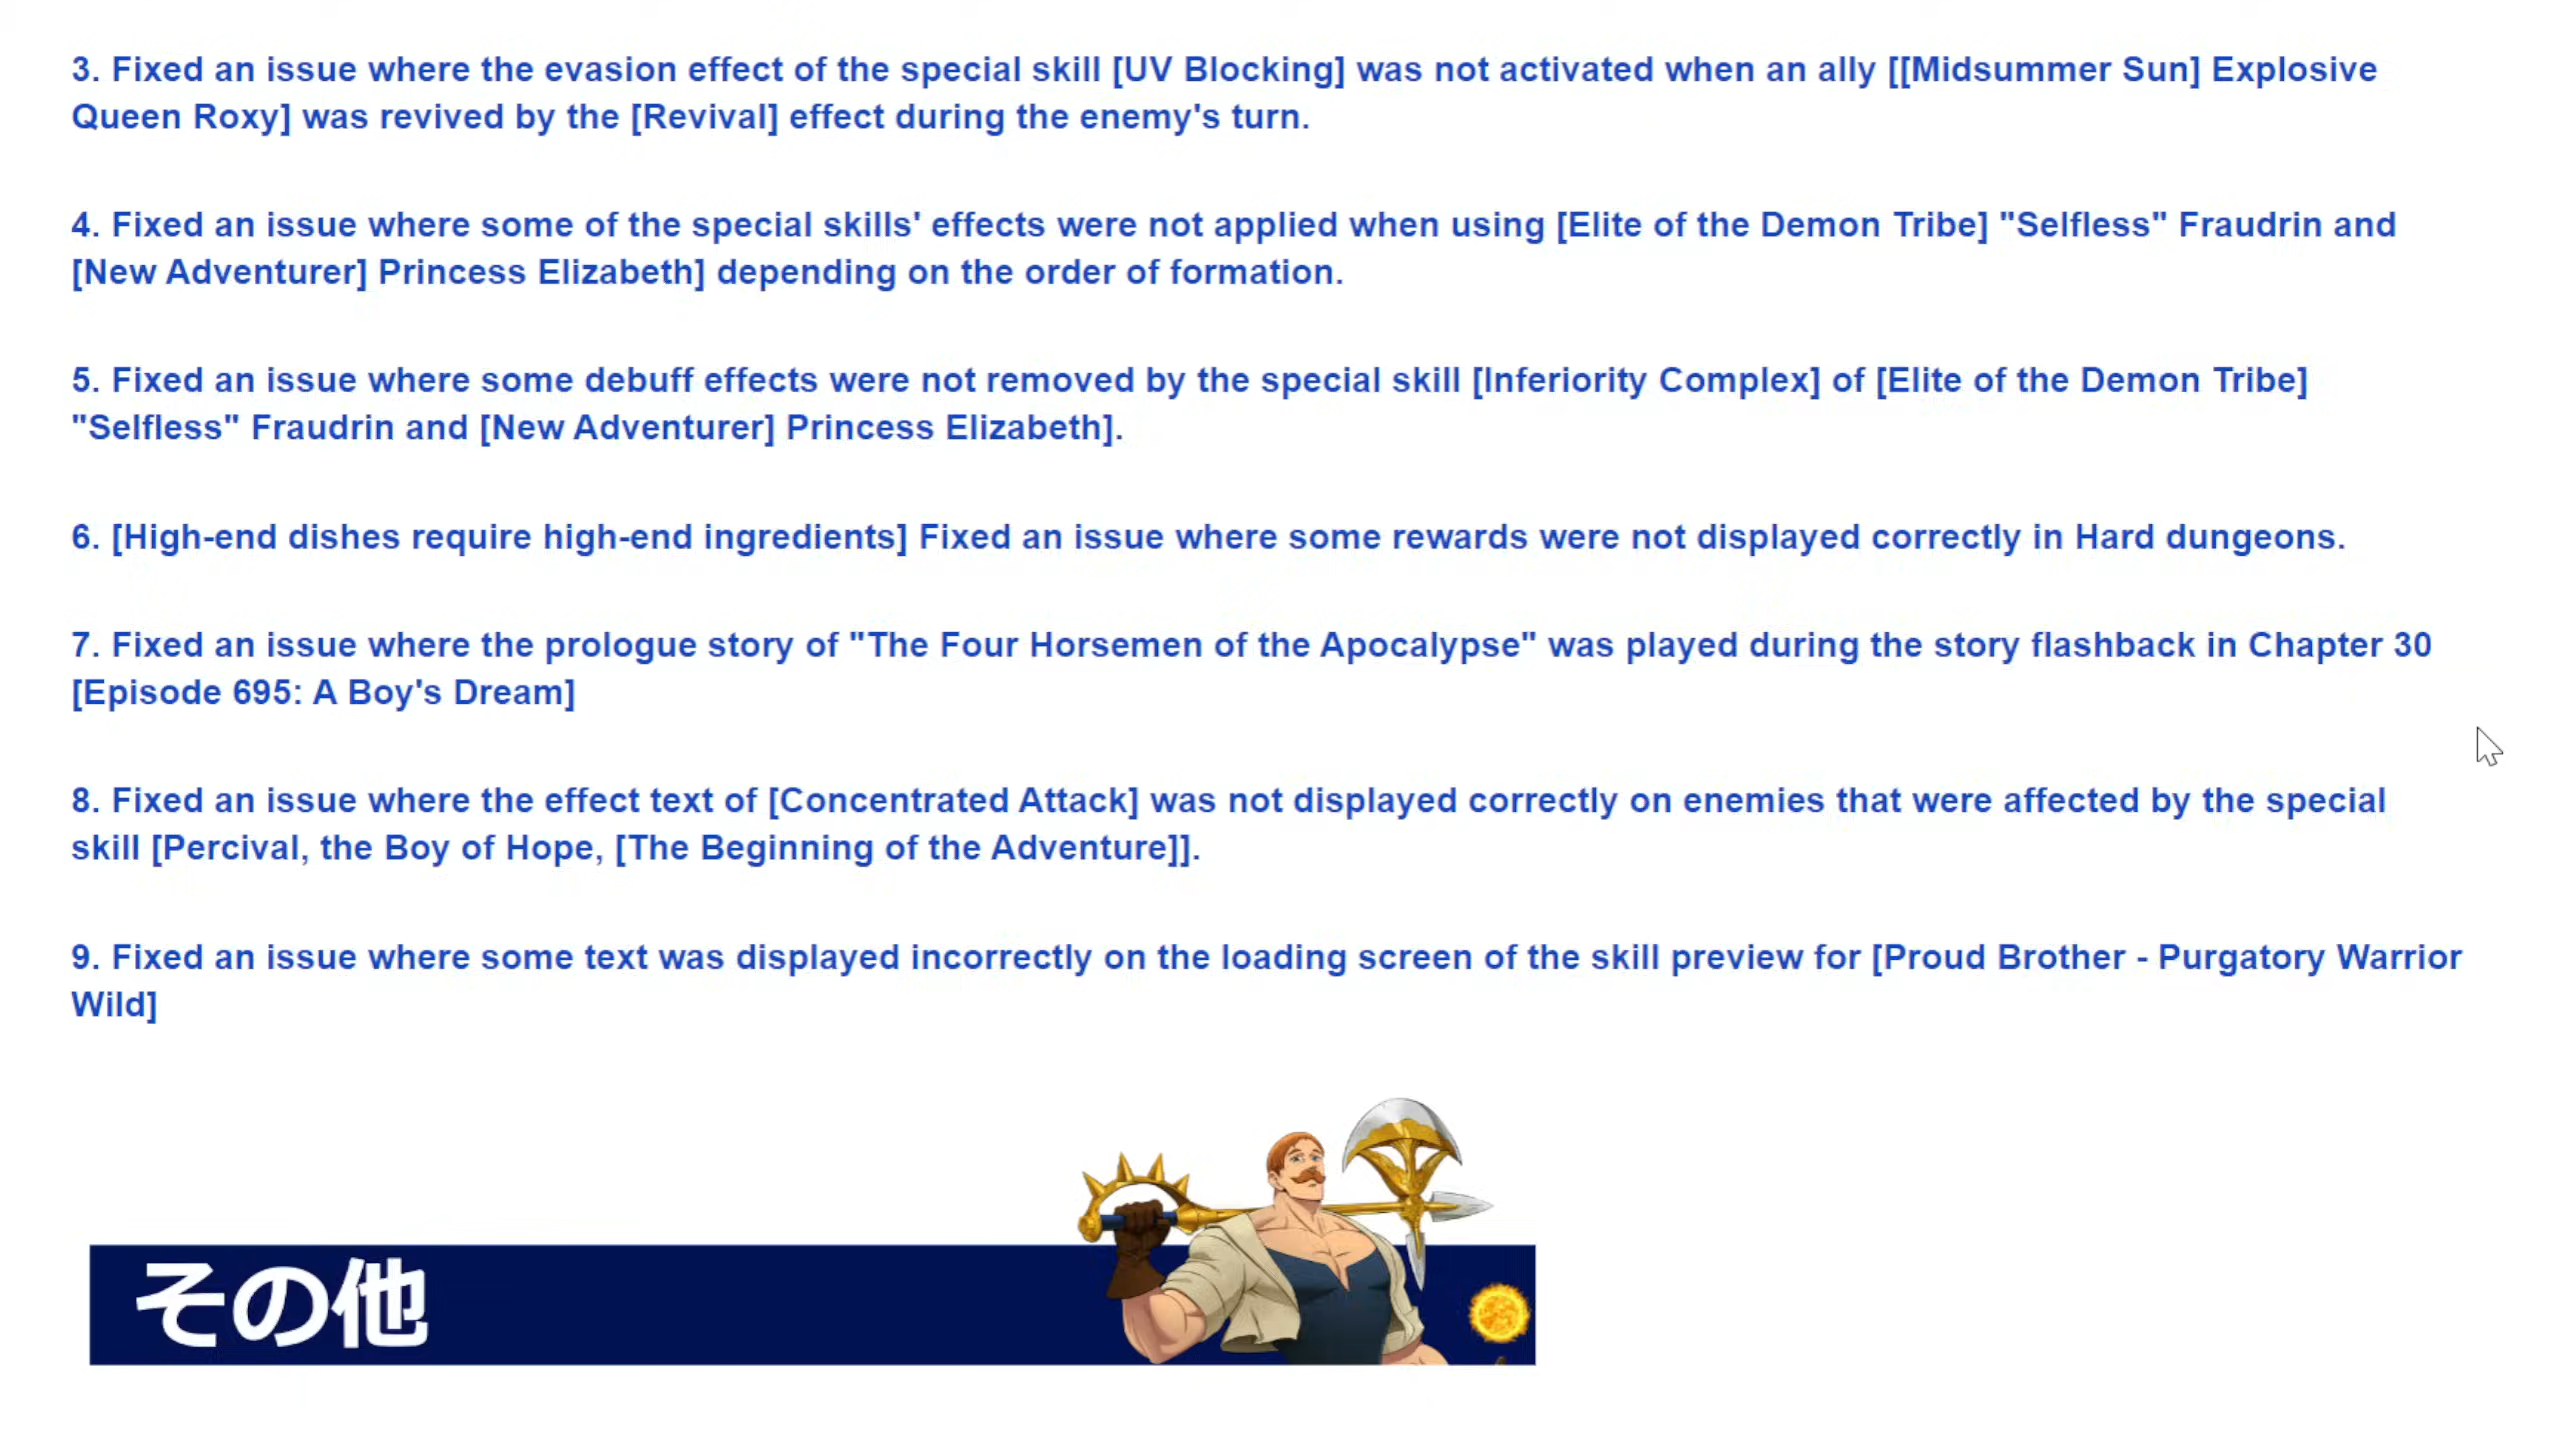 3. Fixed an issue where the evasion effect of the special skill [UV Blocking] was not activated when an ally [[Midsummer Sun] Explosive
Queen Roxy] was revived by the [Revival] effect during the enemy's turn.
4. Fixed an issue where some of the special skills' effects were not applied when using [Elite of the Demon Tribe] "Selfless" Fraudrin and
[New Adventurer] Princess Elizabeth] depending on the order of formation.
5. Fixed an issue where some debuff effects were not removed by the special skill [Inferiority Complex] of [Elite of the Demon Tribe]
"Selfless" Fraudrin and [New Adventurer] Princess Elizabeth].
6. [High-end dishes require high-end ingredients] Fixed an issue where some rewards were not displayed correctly in Hard dungeons.
7. Fixed an issue where the prologue story of "The Four Horsemen of the Apocalypse" was played during the story flashback in Chapter 30
[Episode 695: A Boy's Dream]
8. Fixed an issue where the effect text of [Concentrated Attack] was not displayed correctly on enemies that were affected by the special
skill [Percival, the Boy of Hope, [The Beginning of the Adventure]].
9. Fixed an issue where some text was displayed incorrectly on the loading screen of the skill preview for [Proud Brother - Purgatory Warrior
Wild]
その他